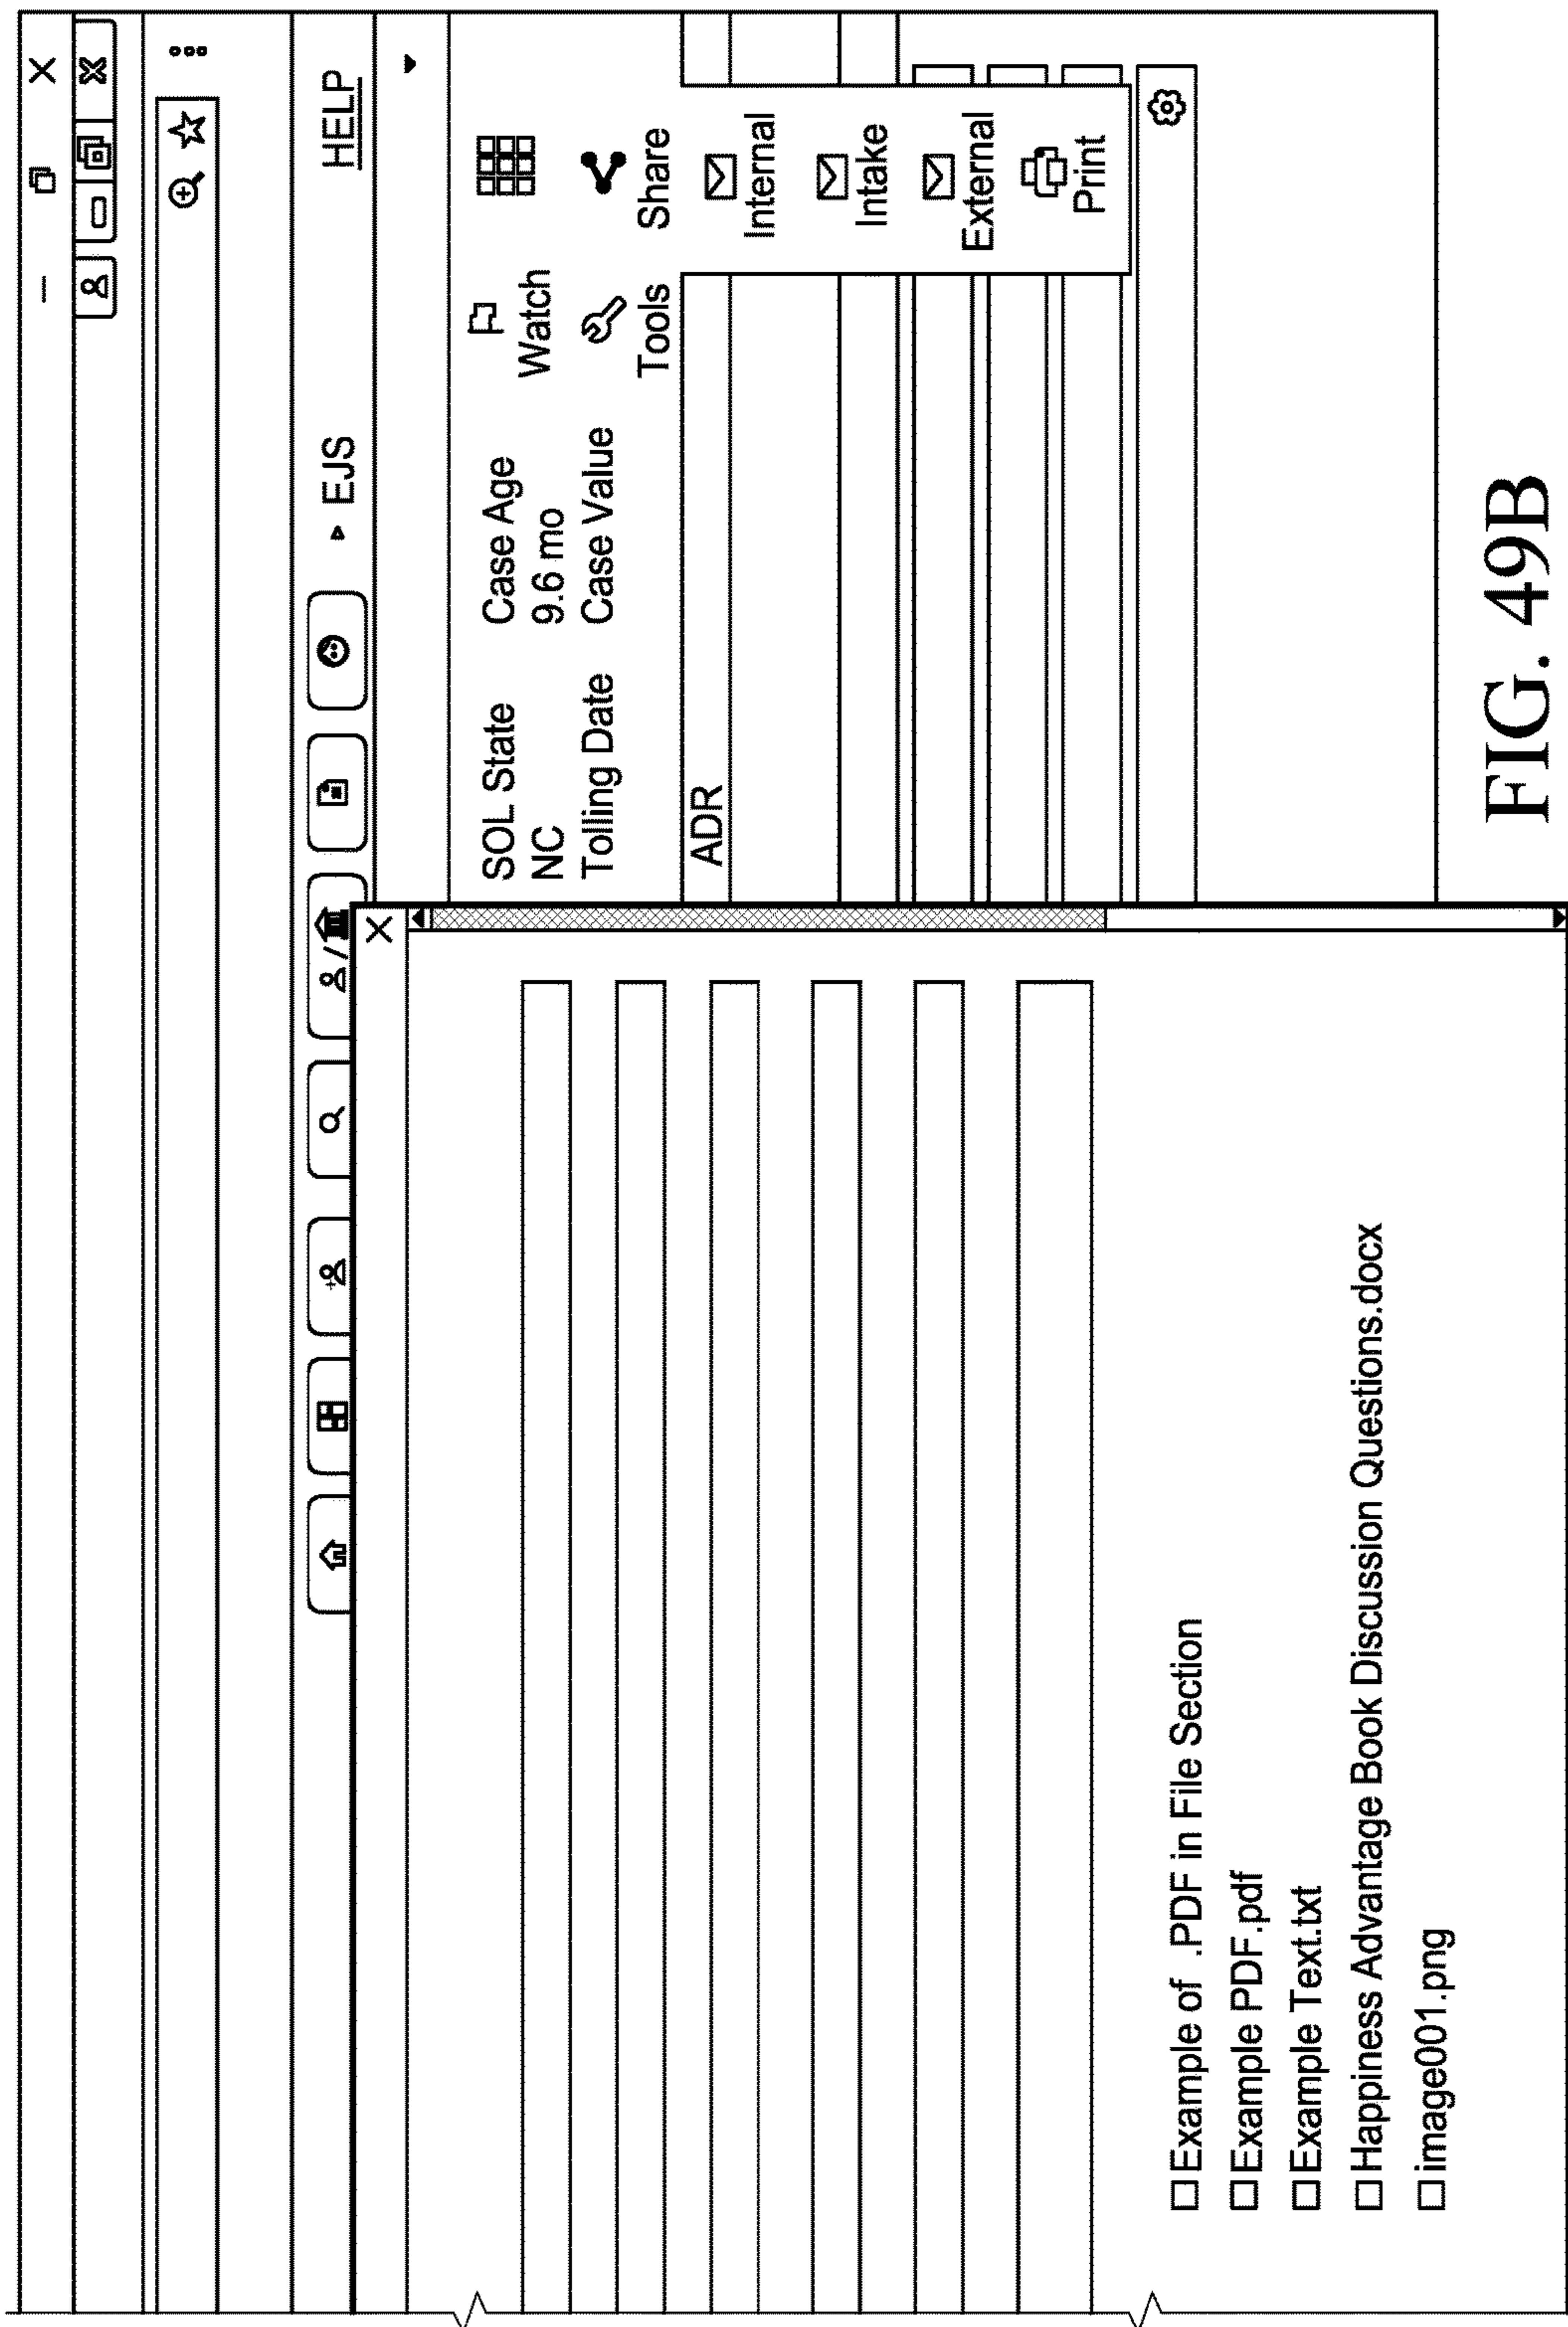 HELP
EJS
SOL State
NC
Tolling Date
Case Age
9.6 mo
Case Value
Watch
Tools
Share
ADR
Internal
Intake
External
Print
Example of .PDF in File Section
Example PDF.pdf
Example Text.txt
Happiness Advantage Book Discussion Questions.docx
image001.png
FIG. 49B